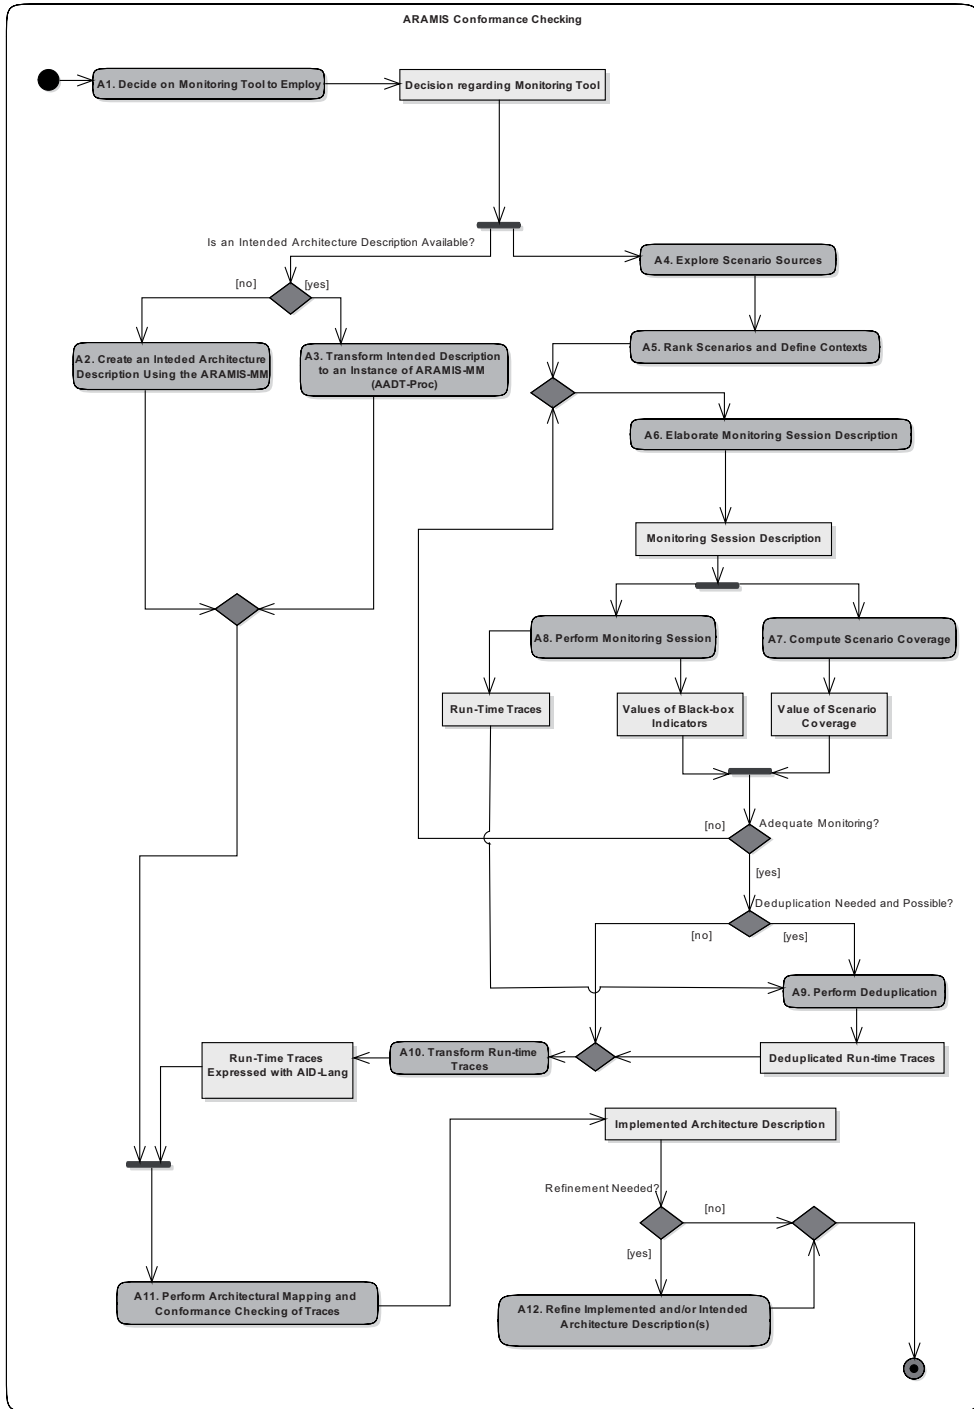 ARAMIS Conformance Checking
A1. Decide on Monitoring Tool to Employ
Decision regarding Monitoring Tool
Is an Intended Architecture Description Available?
[no]
[yes]
A4. Explore Scenario Sources
A2. Create an Inteded Architecture
Description Using the ARAMIS-MM
A3. Transform Intended Description
to an Instance of ARAMIS-MM
(AADT-Proc)
A5. Rank Scenarios and Define Contexts
A6. Elaborate Monitoring Session Description
Monitoring Session Description
A8. Perform Monitoring Session
A7. Compute Scenario Coverage
Run-Time Traces
Values of Black-box
Indicators
Value of Scenario
Coverage
[no]
Adequate Monitoring?
[yes]
Deduplication Needed and Possible?
[no]
[yes]
A9. Perform Deduplication
Run-Time Traces
Expressed with AID-Lang
A10. Transform Run-time
Traces
Deduplicated Run-time Traces
Implemented Architecture Description
Refinement Needed?
[no]
[yes]
A11. Perform Architectural Mapping and
Conformance Checking of Traces
A12. Refine Implemented and/or Intended
Architecture Description(s)